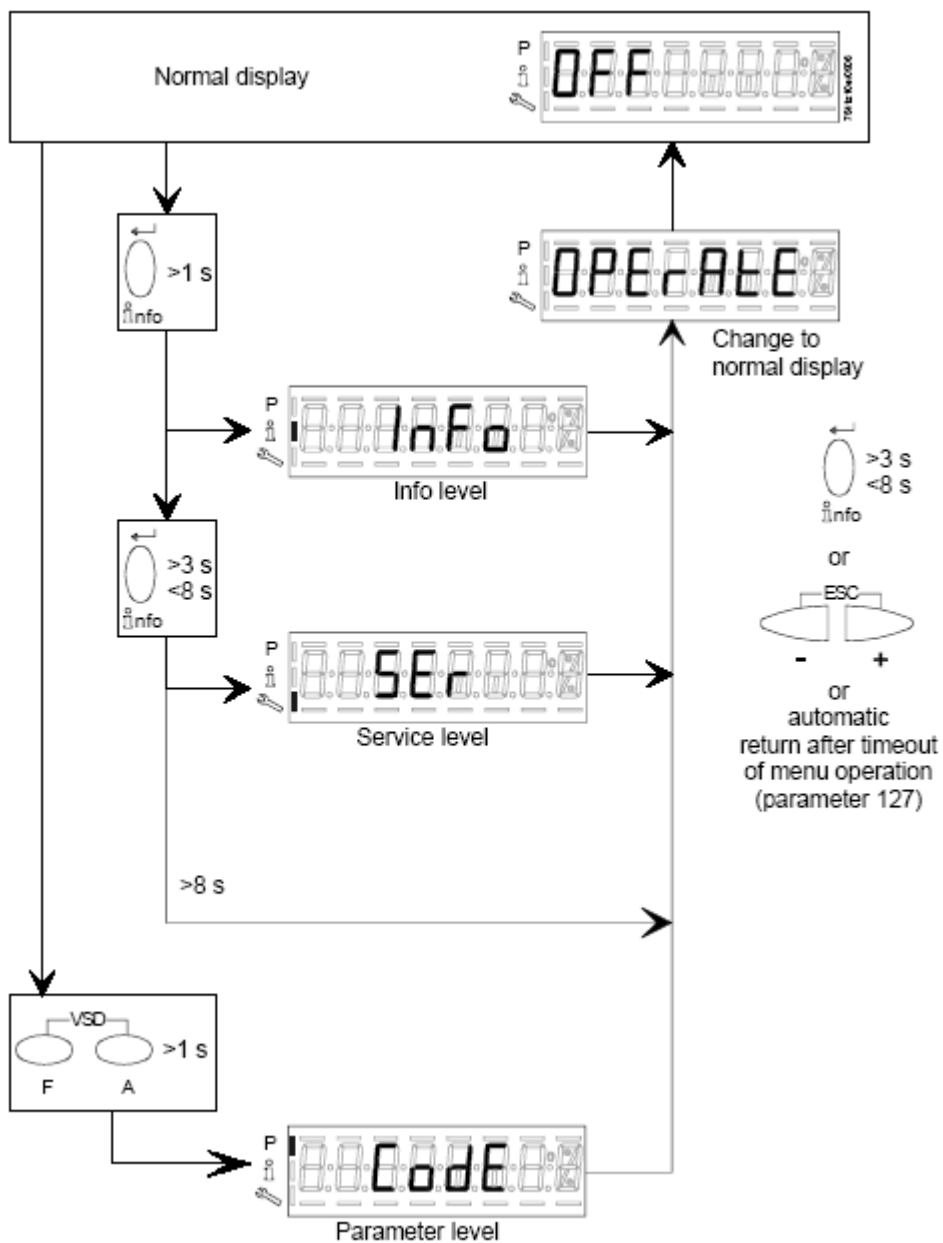 Normal display
P
i
OFF
>1 s
info
P
i
OPErAtE
Change to
normal display
P
i
InFo
Info level
>3 s
<8 s
info
>3 s
<8 s
info
or
ESC
- +
or
automatic
return after timeout
of menu operation
(parameter 127)
P
i
SEr
Service level
>8 s
VSD
>1 s
F A
P
i
CodE
Parameter level